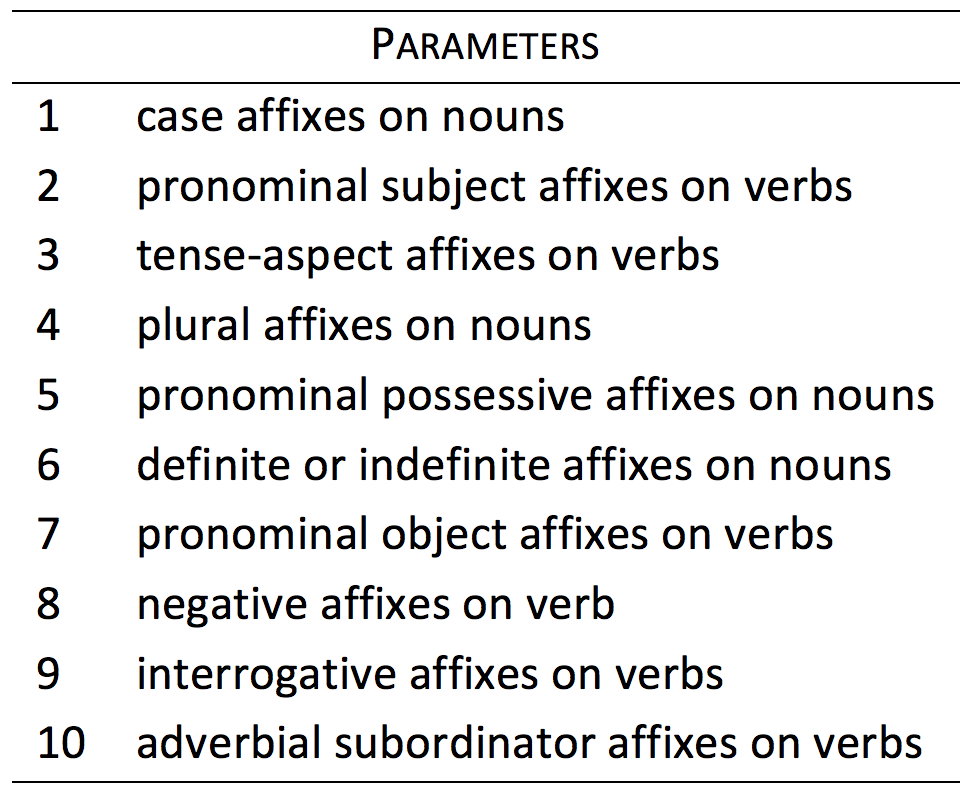 PARAMETERS
1 case affixes on nouns
2 pronominal subject affixes on verbs
3 tense-aspect affixes on verbs
4 plural affixes on nouns
5 pronominal possessive affixes on nouns
6 definite or indefinite affixes on nouns
7 pronominal object affixes on verbs
8 negative affixes on verb
9 interrogative affixes on verbs
10 adverbial subordinator affixes on verbs